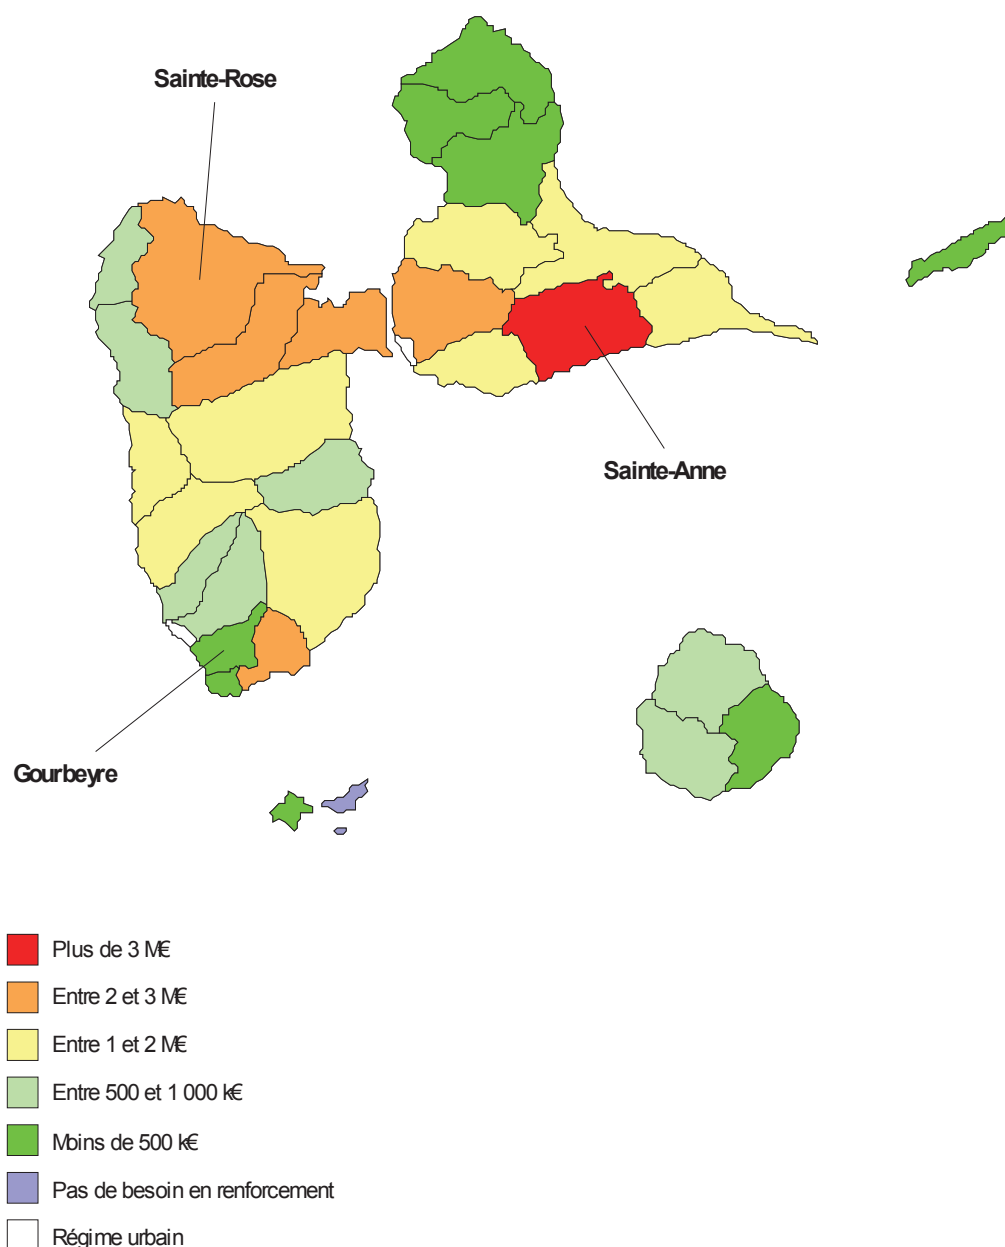 Sainte-Rose
Sainte-Anne
Gourbeyre
Plus de 3 M€
Entre 2 et 3 M€
Entre 1 et 2 M€
Entre 500 et 1 000 k€
Moins de 500 k€
Pas de besoin en renforcement
Régime urbain